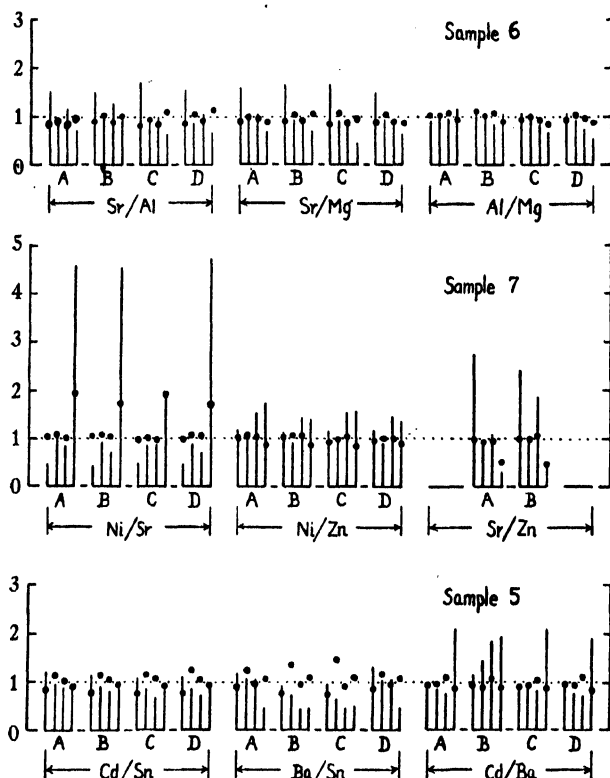 3
Sample 6
2
1
0
A B C D A B C D A B C D
Sr/Al Sr/Mg Al/Mg
5
Sample 7
4
3
2
1
0
A B C D A B C D A B
Ni/Sr Ni/Zn Sr/Zn
3
Sample 5
2
1
0
A B C D A B C D A B C D
Cd/Sn Ba/Sn Cd/Ba